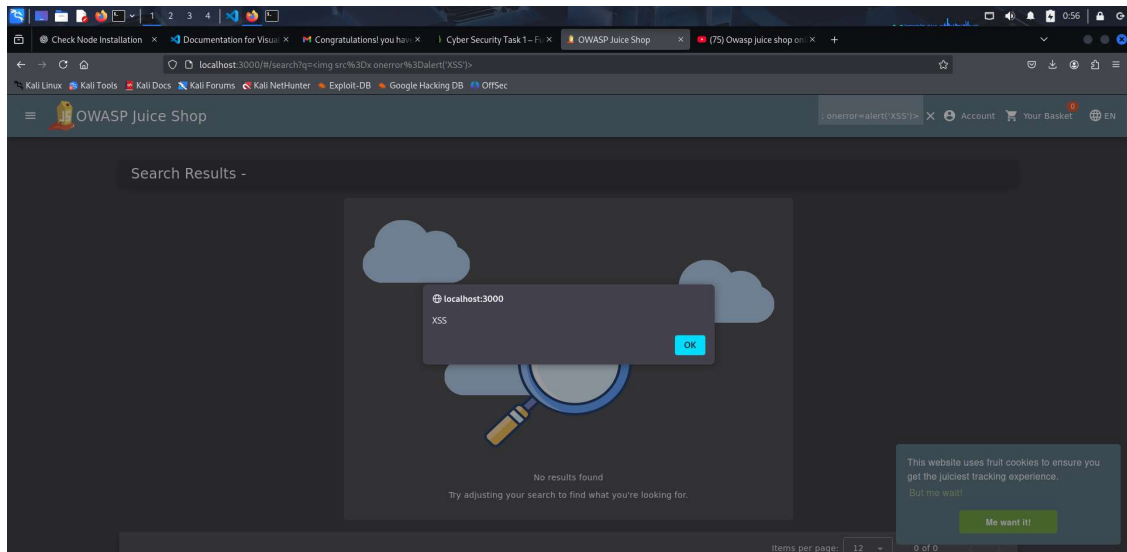 1 2 3 4
0:56
Check Node Installation
Documentation for Visual
Congratulations! you have
Cyber Security Task 1 – Fu
OWASP Juice Shop
(75) Owasp juice shop onl
localhost:3000/#/search?q=<img src%3Dx onerror%3Dalert('XSS')>
Kali Linux Kali Tools Kali Docs Kali Forums Kali NetHunter Exploit-DB Google Hacking DB OffSec
OWASP Juice Shop
onerror=alert('XSS')>
Account
0
Your Basket
EN
Search Results -
localhost:3000
XSS
OK
No results found
Try adjusting your search to find what you're looking for.
This website uses fruit cookies to ensure you
get the juiciest tracking experience.
But me wait!
Me want it!
Items per page: 12 0 of 0